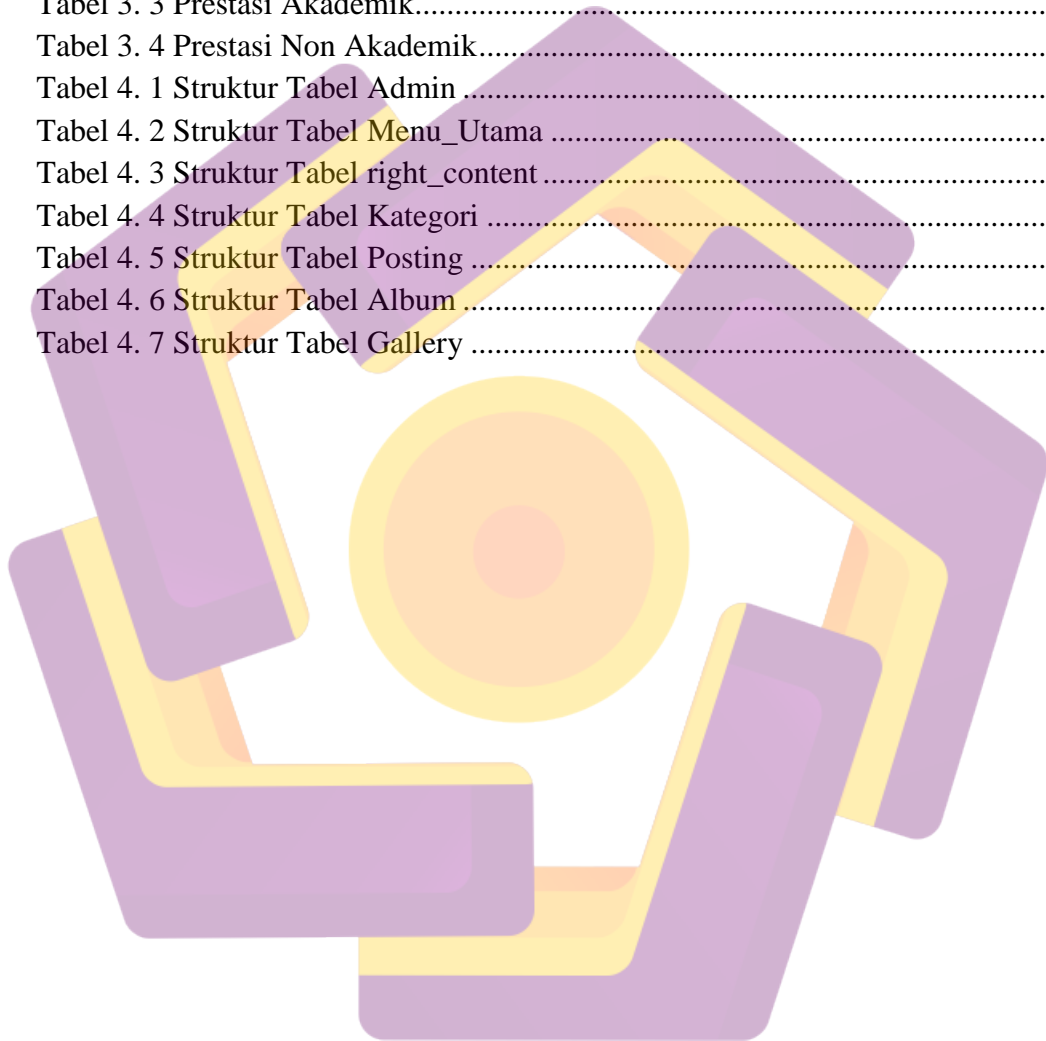 Tabel 3. 3 Prestasi Akademik..........................................................................
Tabel 3. 4 Prestasi Non Akademik..................................................................
Tabel 4. 1 Struktur Tabel Admin ....................................................................
Tabel 4. 2 Struktur Tabel Menu_Utama .........................................................
Tabel 4. 3 Struktur Tabel right_content..........................................................
Tabel 4. 4 Struktur Tabel Kategori .................................................................
Tabel 4. 5 Struktur Tabel Posting ...................................................................
Tabel 4. 6 Struktur Tabel Album ....................................................................
Tabel 4. 7 Struktur Tabel Gallery ...................................................................